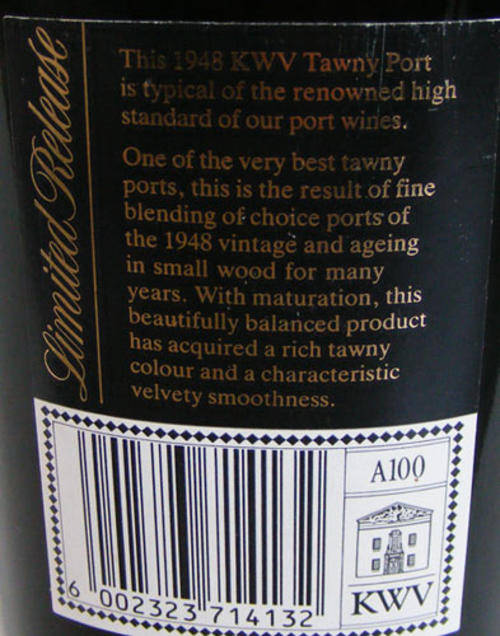 Limited Release
This 1948 KWV Tawny Port
is typical of the renowned high
standard of our port wines.
One of the very best tawny
ports, this is the result of fine
blending of choice ports of
the 1948 vintage and ageing
in small wood for many
years. With maturation, this
beautifully balanced product
has acquired a rich tawny
colour and a characteristic
velvety smoothness.
A100
KWV
6 002323 714132